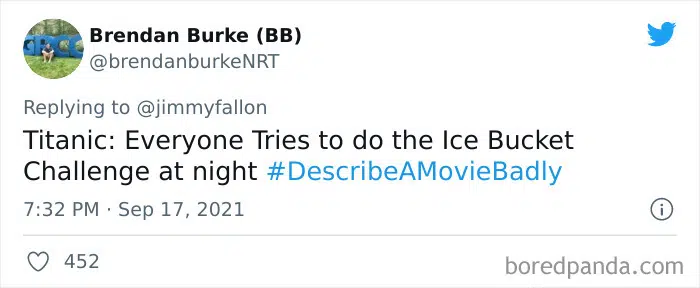 Brendan Burke (BB)
@brendanburkeNRT
Replying to @jimmyfallon
Titanic: Everyone Tries to do the Ice Bucket
Challenge at night #DescribeAMovieBadly
7:32 PM · Sep 17, 2021
452
boredpanda.com